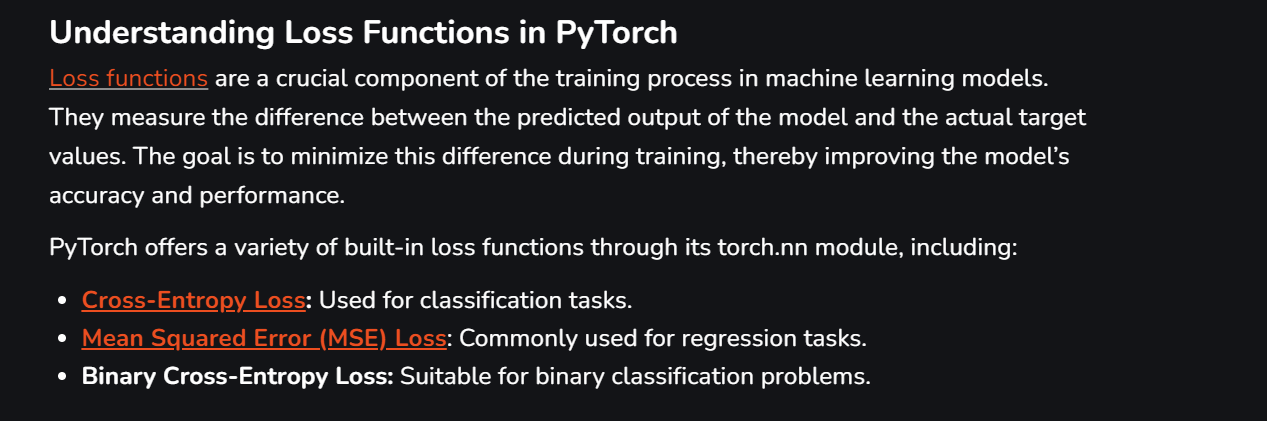 Understanding Loss Functions in PyTorch
Loss functions are a crucial component of the training process in machine learning models.
They measure the difference between the predicted output of the model and the actual target
values. The goal is to minimize this difference during training, thereby improving the model’s
accuracy and performance.
PyTorch offers a variety of built-in loss functions through its torch.nn module, including:
• Cross-Entropy Loss: Used for classification tasks.
• Mean Squared Error (MSE) Loss: Commonly used for regression tasks.
• Binary Cross-Entropy Loss: Suitable for binary classification problems.